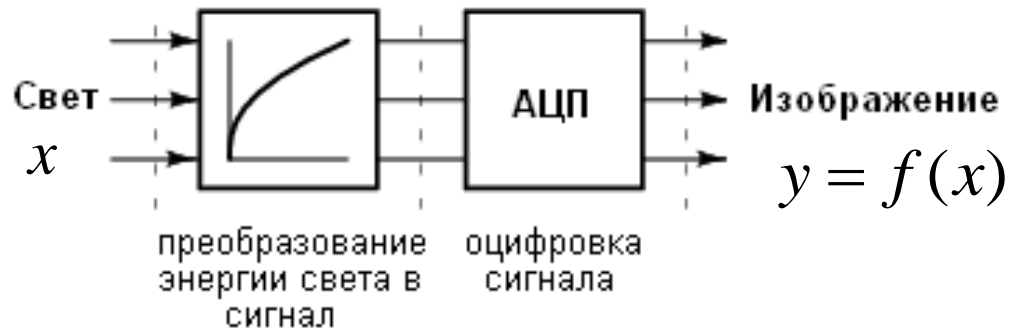 Свет
x
АЦП
Изображение
y = f(x)
преобразование
энергии света в
сигнал
оцифровка
сигнала